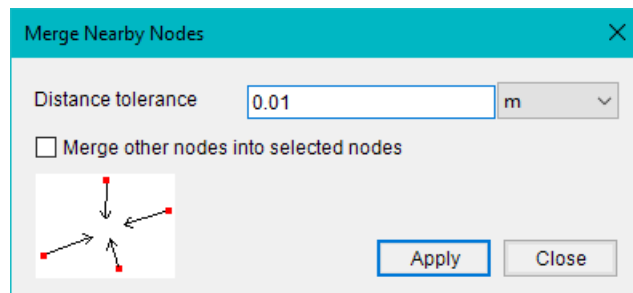 Merge Nearby Nodes
Distance tolerance 0.01 m
Merge other nodes into selected nodes
Apply Close